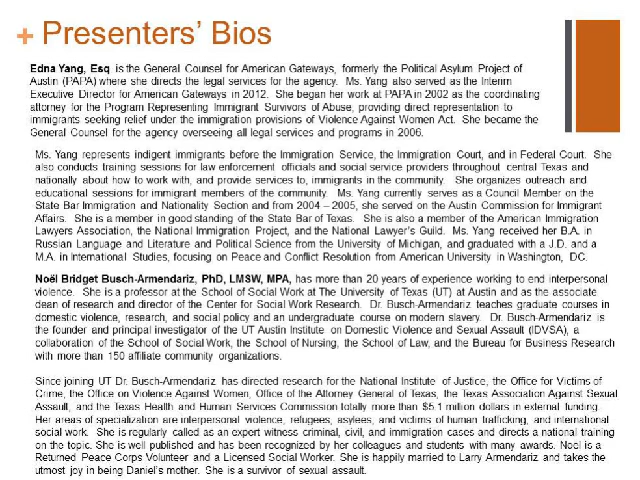 + Presenters' Bios
Edna Yang, Esq is the General Counsel for American Gateways, formerly the Political Asylum Project of
Austin (PAPA) where she directs the legal services for the agency. Ms. Yang also served as the Interim
Executive Director for American Gateways in 2012. She began her work at PAPA in 2002 as the coordinating
attorney for the Program Representing Immigrant Survivors of Abuse, providing direct representation to
immigrants seeking relief under the immigration provisions of Violence Against Women Act. She became the
General Counsel for the agency overseeing all legal services and programs in 2006.
Ms. Yang represents indigent immigrants before the Immigration Service, the Immigration Court, and in Federal Court. She
also conducts training sessions for law enforcement officials and social service providers throughout central Texas and
nationally about how to work with, and provide services to, immigrants in the community. She organizes outreach and
educational sessions for immigrant members of the community. Ms. Yang currently serves as a Council Member on the
State Bar Immigration and Nationality Section and from 2004 – 2005, she served on the Austin Commission for Immigrant
Affairs. She is a member in good standing of the State Bar of Texas. She is also a member of the American Immigration
Lawyers Association, the National Immigration Project, and the National Lawyer's Guild. Ms. Yang received her B.A. in
Russian Language and Literature and Political Science from the University of Michigan, and graduated with a J.D. and a
M.A. in International Studies, focusing on Peace and Conflict Resolution from American University in Washington, DC.
Noël Bridget Busch-Armendariz, PhD, LMSW, MPA, has more than 20 years of experience working to end interpersonal
violence. She is a professor at the School of Social Work at The University of Texas (UT) at Austin and as the associate
dean of research and director of the Center for Social Work Research. Dr. Busch-Armendariz teaches graduate courses in
domestic violence, research, and social policy and an undergraduate course on modern slavery. Dr. Busch-Armendariz is
the founder and principal investigator of the UT Austin Institute on Domestic Violence and Sexual Assault (IDVSA), a
collaboration of the School of Social Work, the School of Nursing, the School of Law, and the Bureau for Business Research
with more than 150 affiliate community organizations.
Since joining UT Dr. Busch-Armendariz has directed research for the National Institute of Justice, the Office for Victims of
Crime, the Office on Violence Against Women, Office of the Attorney General of Texas, the Texas Association Against Sexual
Assault, and the Texas Health and Human Services Commission totally more than $5.1 million dollars in external funding.
Her areas of specialization are interpersonal violence, refugees, asylees, and victims of human trafficking, and international
social work. She is regularly called as an expert witness criminal, civil, and immigration cases and directs a national training
on the topic. She is well published and has been recognized by her colleagues and students with many awards. Noel is a
Returned Peace Corps Volunteer and a Licensed Social Worker. She is happily married to Larry Armendariz and takes the
utmost joy in being Daniel's mother. She is a survivor of sexual assault.